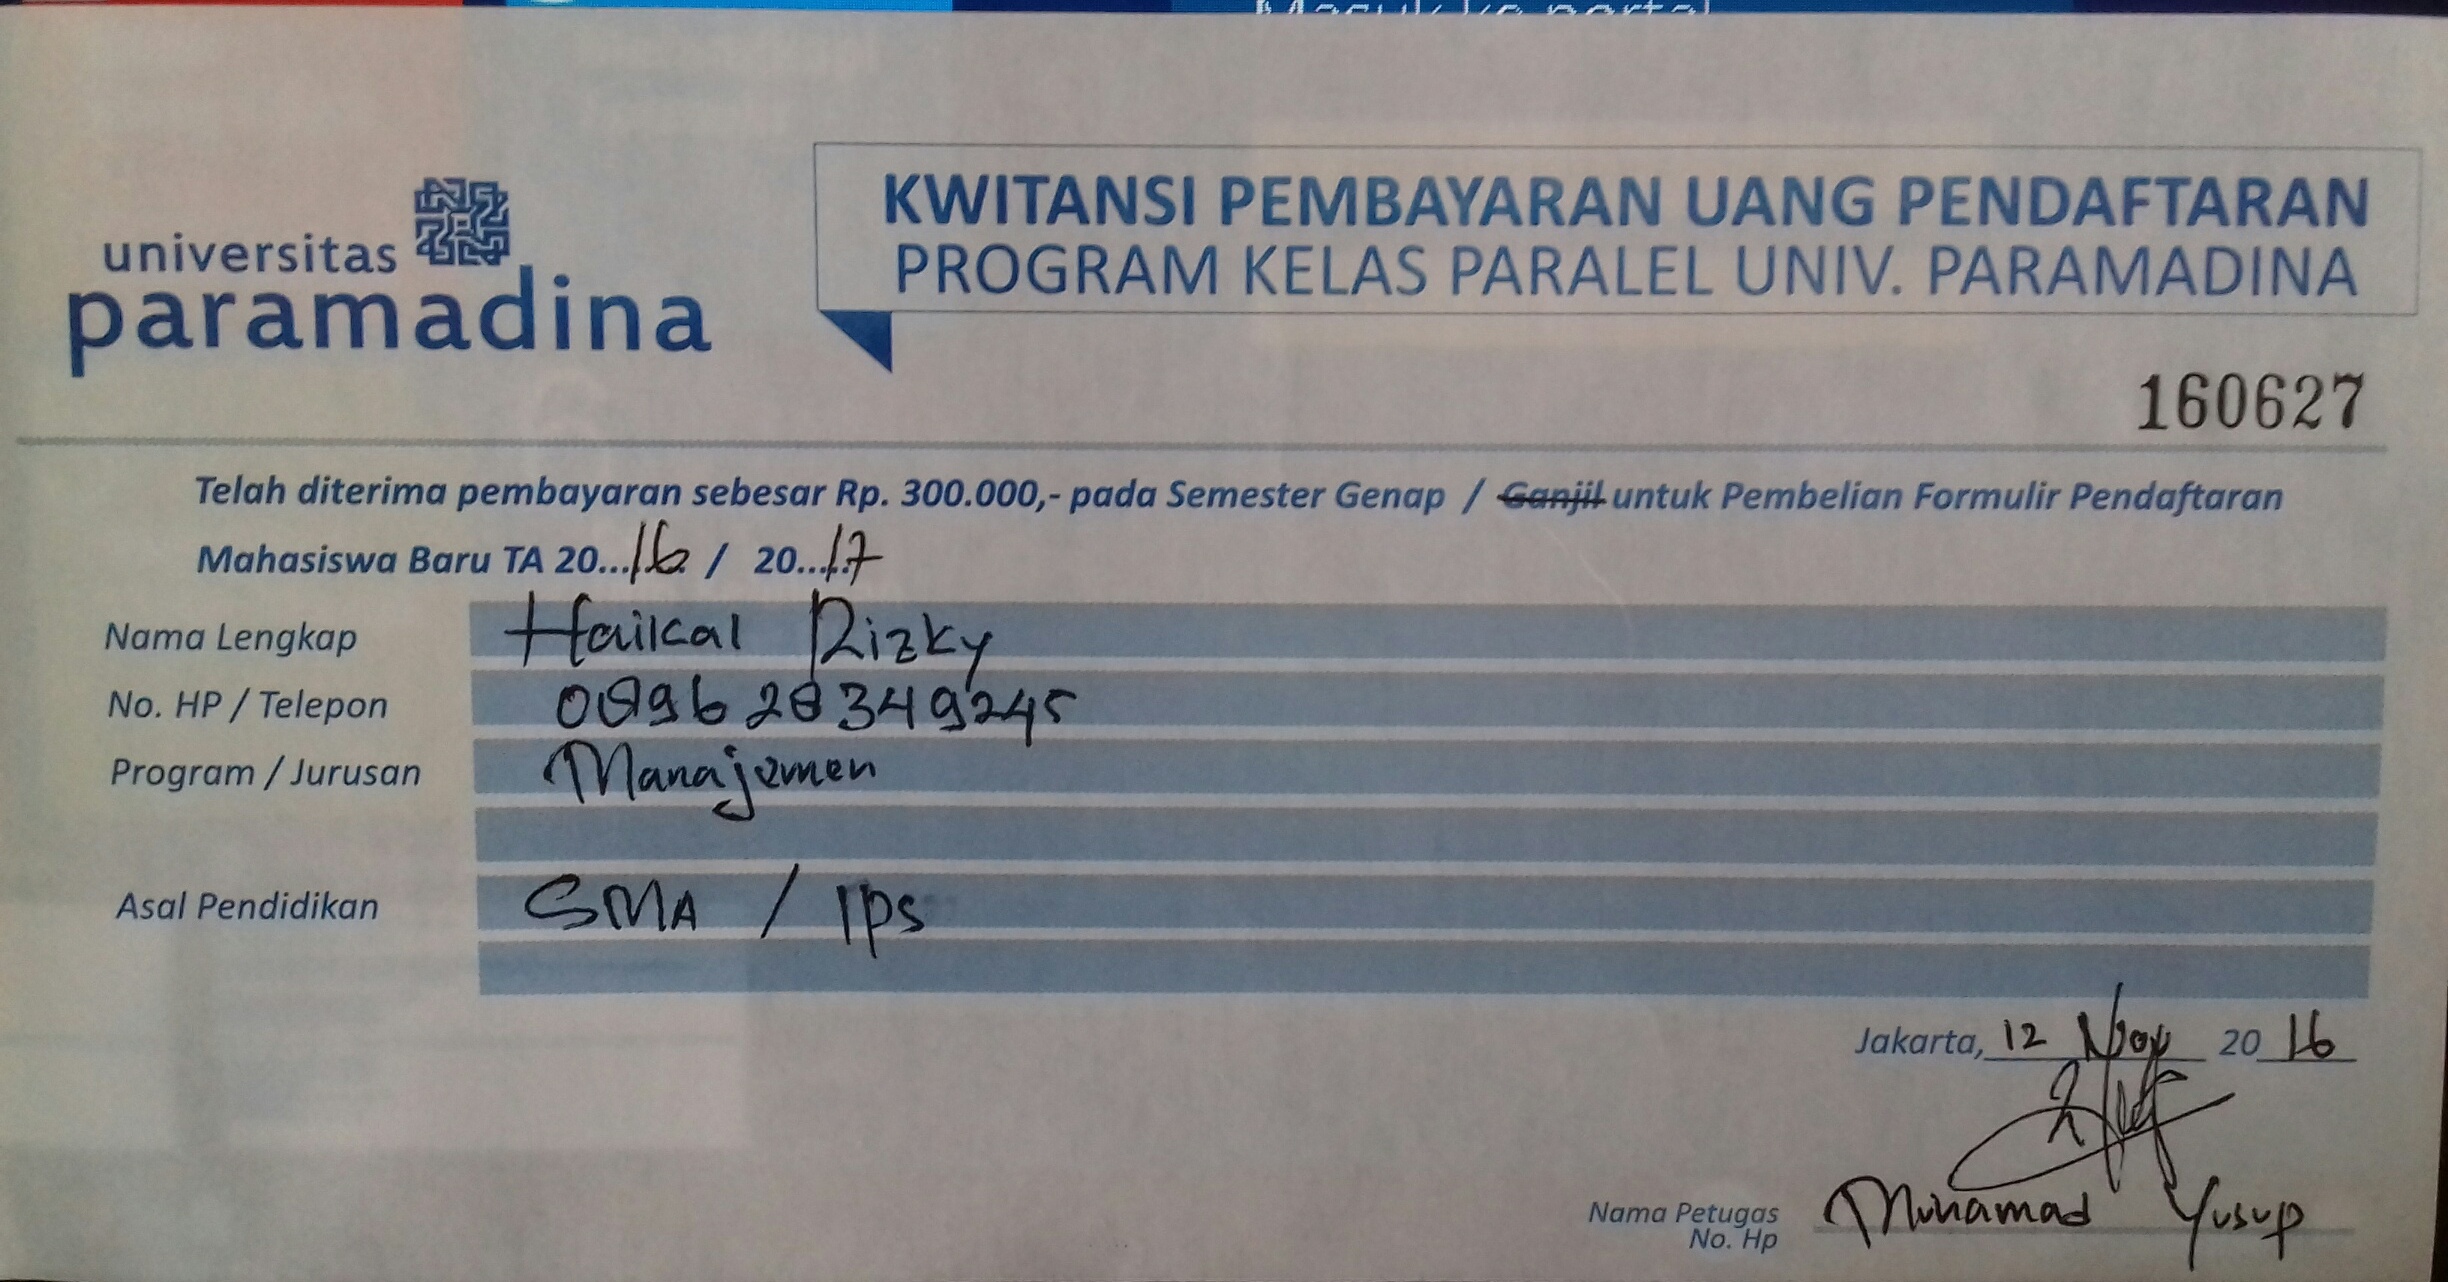 universitas
paramadina
KWITANSI PEMBAYARAN UANG PENDAFTARAN
PROGRAM KELAS PARALEL UNIV. PARAMADINA
160627
Telah diterima pembayaran sebesar Rp. 300.000,- pada Semester Genap / Ganjil untuk Pembelian Formulir Pendaftaran
Mahasiswa Baru TA 20...16 / 20...17
Nama Lengkap Haikal Rizky
No. HP / Telepon 089628349245
Program / Jurusan Manajemen
Asal Pendidikan SMA / IPS
Jakarta, 12 Nov 2016
Nama Petugas Muhamad Yusup
No. Hp